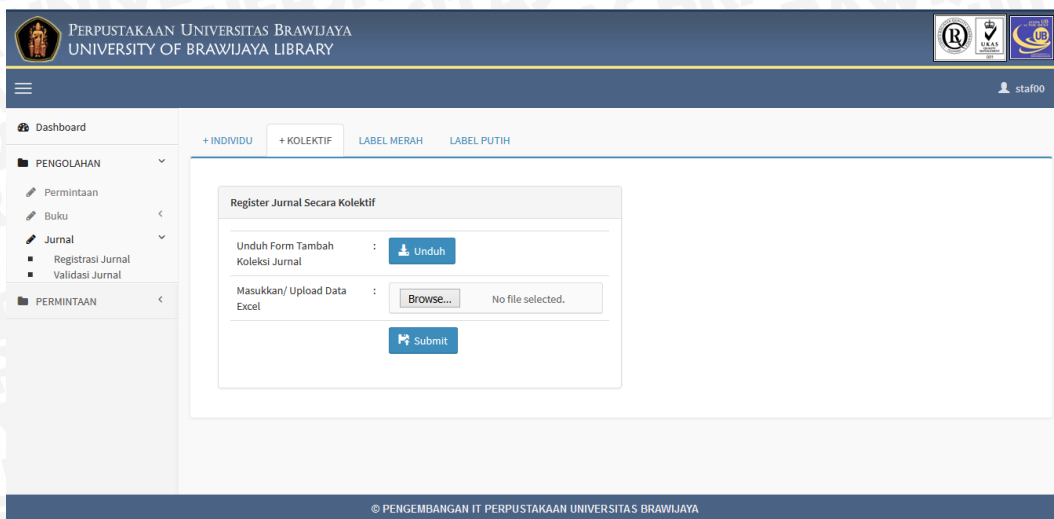 PERPUSTAKAAN UNIVERSITAS BRAWIJAYA
UNIVERSITY OF BRAWIJAYA LIBRARY
R
UKAS
UB
staf00
Dashboard
PENGOLAHAN
Permintaan
Buku
Jurnal
Registrasi Jurnal
Validasi Jurnal
PERMINTAAN
+ INDIVIDU
+ KOLEKTIF
LABEL MERAH
LABEL PUTIH
Register Jurnal Secara Kolektif
Unduh Form Tambah : Unduh
Koleksi Jurnal
Masukkan/ Upload Data : Browse... No file selected.
Excel
Submit
© PENGEMBANGAN IT PERPUSTAKAAN UNIVERSITAS BRAWIJAYA